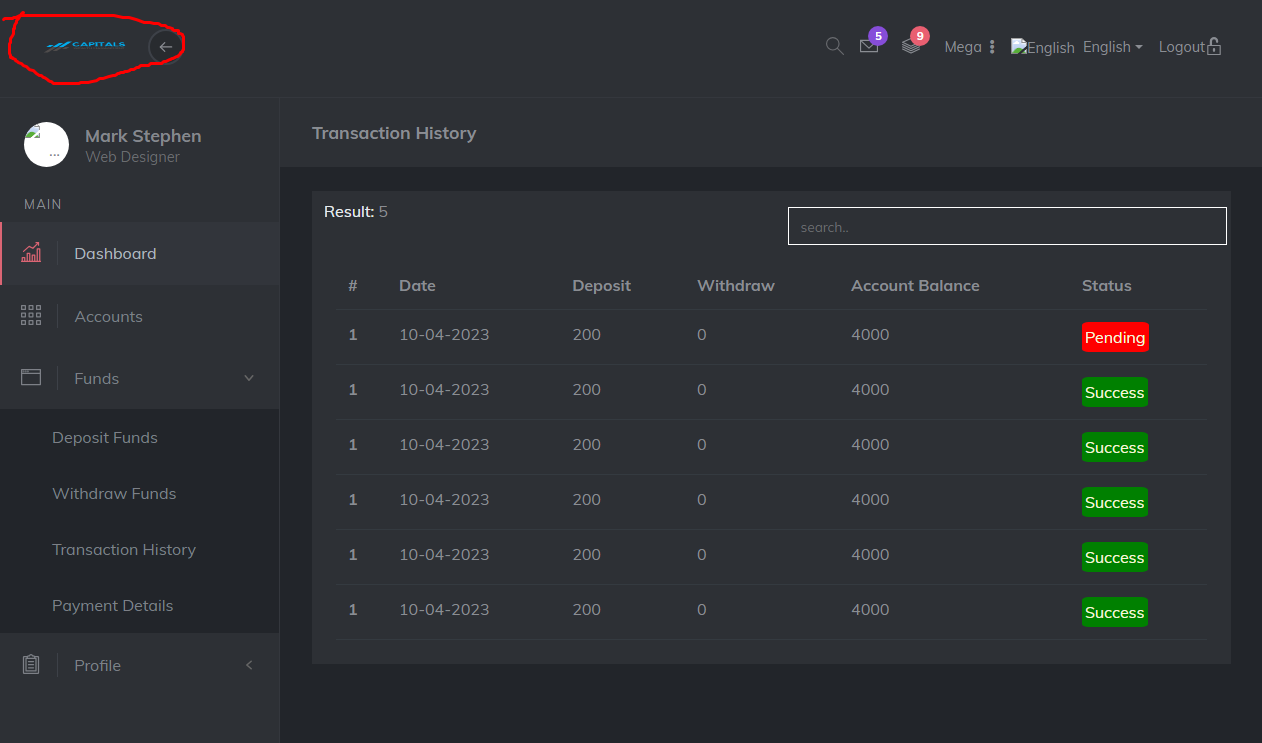 CAPITALS
5
9
Mega
English English
Logout
Mark Stephen
Web Designer
MAIN
Dashboard
Accounts
Funds
Deposit Funds
Withdraw Funds
Transaction History
Payment Details
Profile
Transaction History
Result: 5
search..
# Date Deposit Withdraw Account Balance Status
1 10-04-2023 200 0 4000 Pending
1 10-04-2023 200 0 4000 Success
1 10-04-2023 200 0 4000 Success
1 10-04-2023 200 0 4000 Success
1 10-04-2023 200 0 4000 Success
1 10-04-2023 200 0 4000 Success